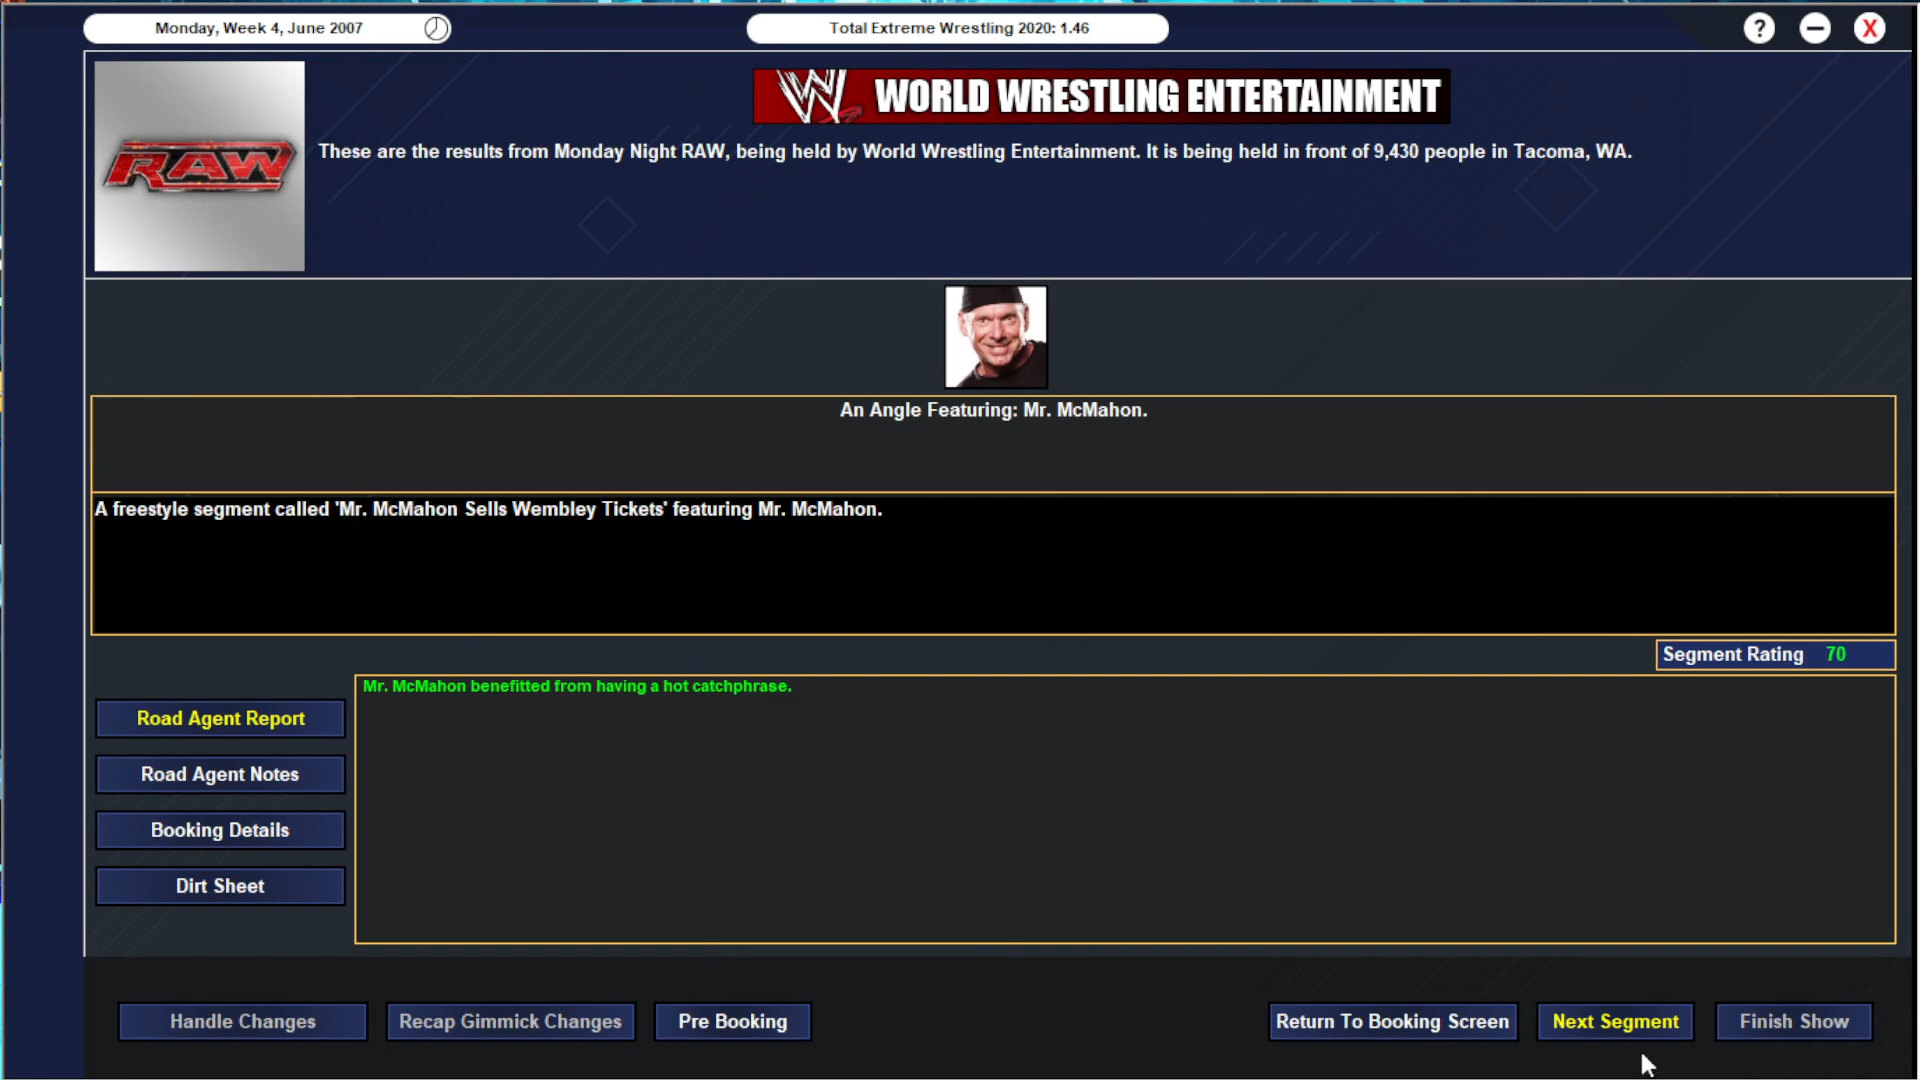 Monday, Week 4, June 2007
Total Extreme Wrestling 2020: 1.46
?
X
RAW
W WORLD WRESTLING ENTERTAINMENT
These are the results from Monday Night RAW, being held by World Wrestling Entertainment. It is being held in front of 9,430 people in Tacoma, WA.
An Angle Featuring: Mr. McMahon.
A freestyle segment called 'Mr. McMahon Sells Wembley Tickets' featuring Mr. McMahon.
Segment Rating 70
Mr. McMahon benefitted from having a hot catchphrase.
Road Agent Report
Road Agent Notes
Booking Details
Dirt Sheet
Handle Changes
Recap Gimmick Changes
Pre Booking
Return To Booking Screen
Next Segment
Finish Show